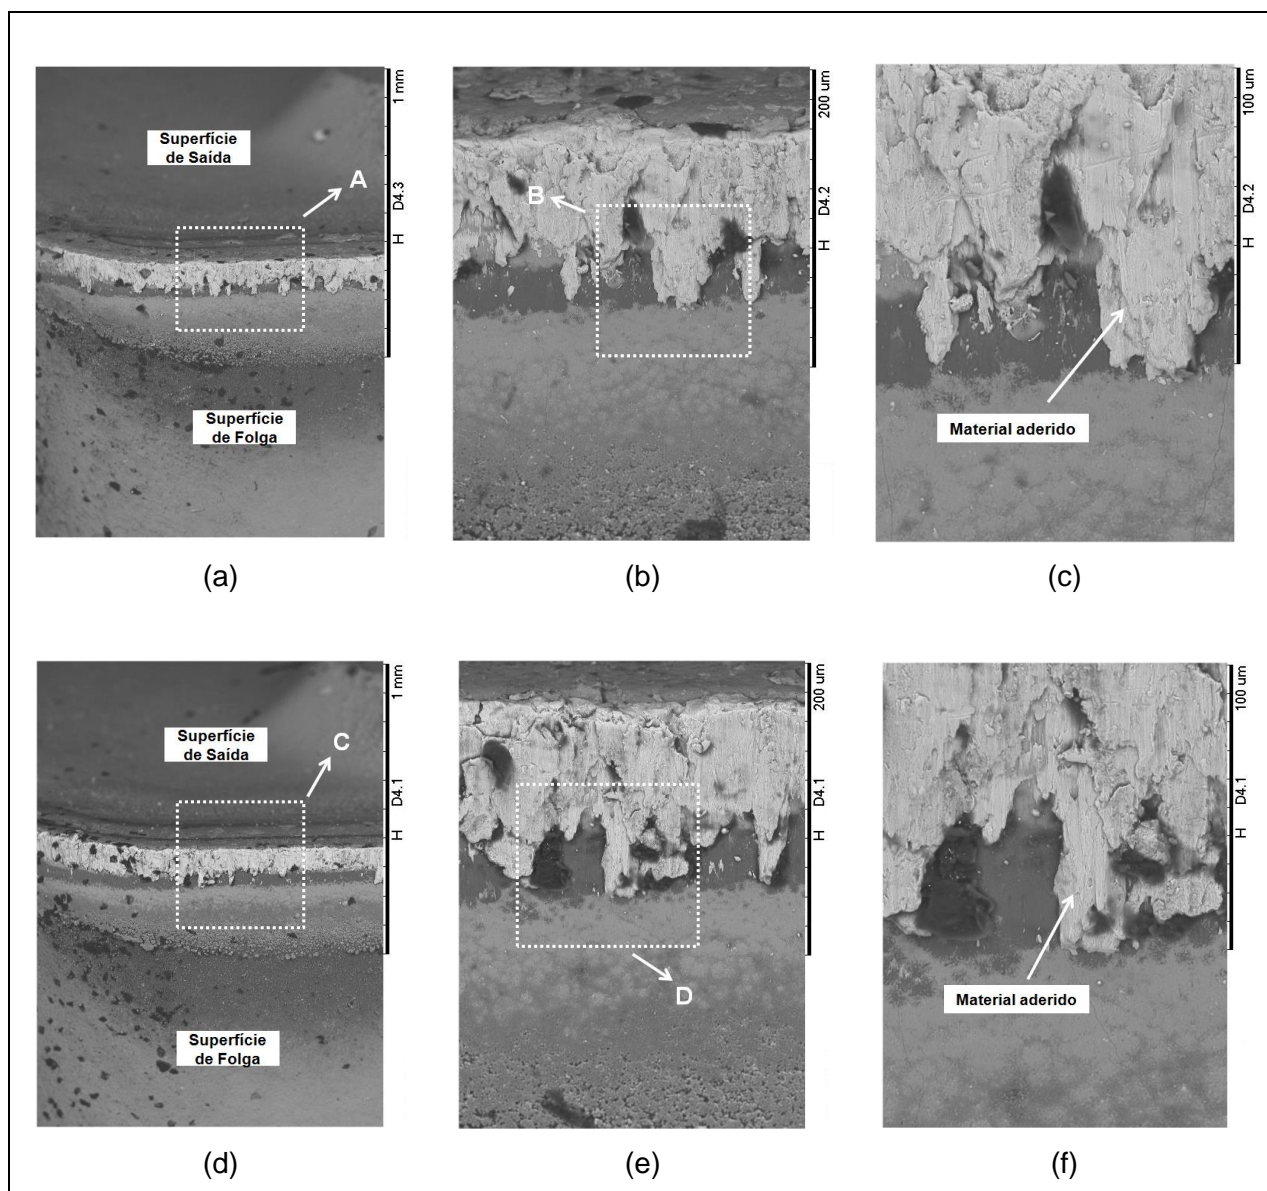 1 mm
D4.3
H
Superfície
de Saída
A
Superfície
de Folga
200 um
D4.2
H
B
100 um
D4.2
H
Material aderido
(a)
(b)
(c)
1 mm
D4.1
H
Superfície
de Saída
C
Superfície
de Folga
200 um
D4.1
H
D
100 um
D4.1
H
Material aderido
(d)
(e)
(f)